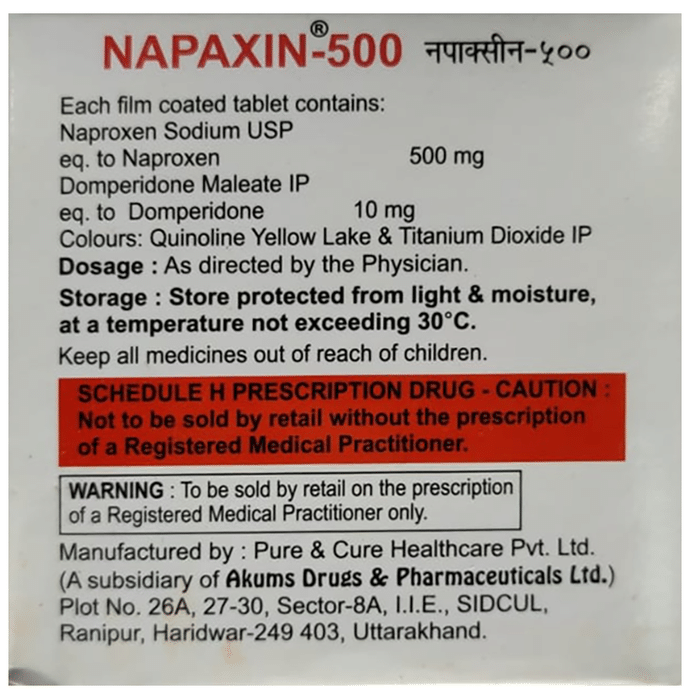 NAPAXIN®-500 नपाक्सीन-५००
Each film coated tablet contains:
Naproxen Sodium USP
eq. to Naproxen 500 mg
Domperidone Maleate IP
eq. to Domperidone 10 mg
Colours: Quinoline Yellow Lake & Titanium Dioxide IP
Dosage : As directed by the Physician.
Storage : Store protected from light & moisture,
at a temperature not exceeding 30°C.
Keep all medicines out of reach of children.
SCHEDULE H PRESCRIPTION DRUG - CAUTION :
Not to be sold by retail without the prescription
of a Registered Medical Practitioner.
WARNING : To be sold by retail on the prescription
of a Registered Medical Practitioner only.
Manufactured by : Pure & Cure Healthcare Pvt. Ltd.
(A subsidiary of Akums Drugs & Pharmaceuticals Ltd.)
Plot No. 26A, 27-30, Sector-8A, I.I.E., SIDCUL,
Ranipur, Haridwar-249 403, Uttarakhand.